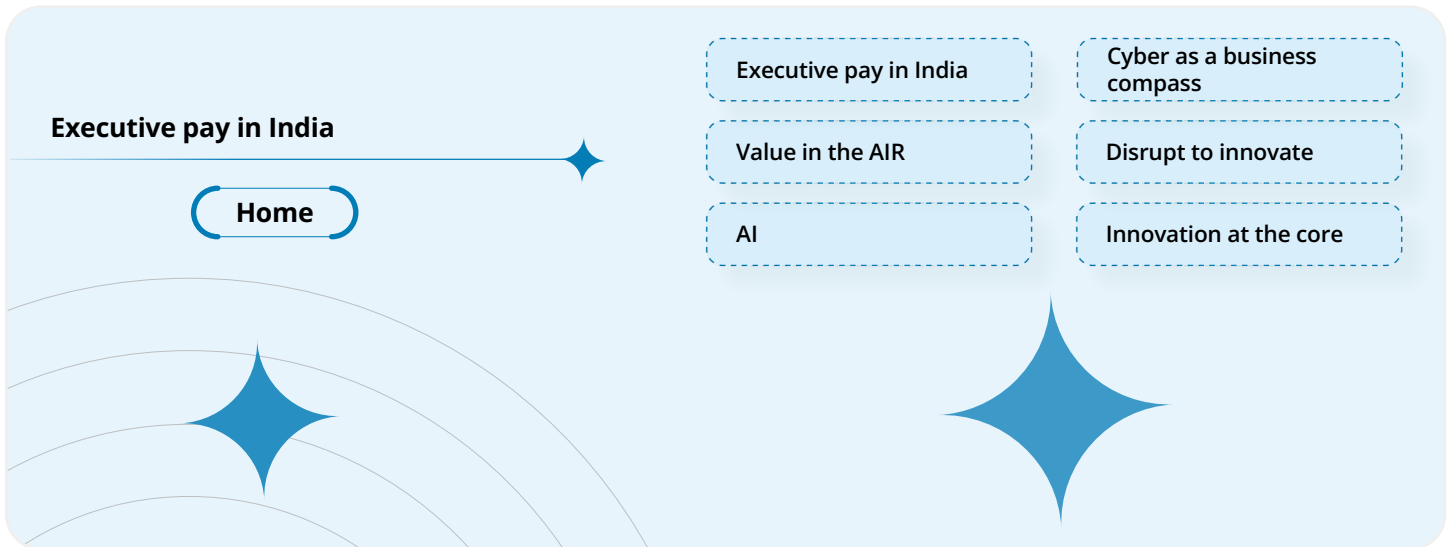 Executive pay in India
Home
Executive pay in India
Cyber as a business
compass
Value in the AIR
Disrupt to innovate
AI
Innovation at the core